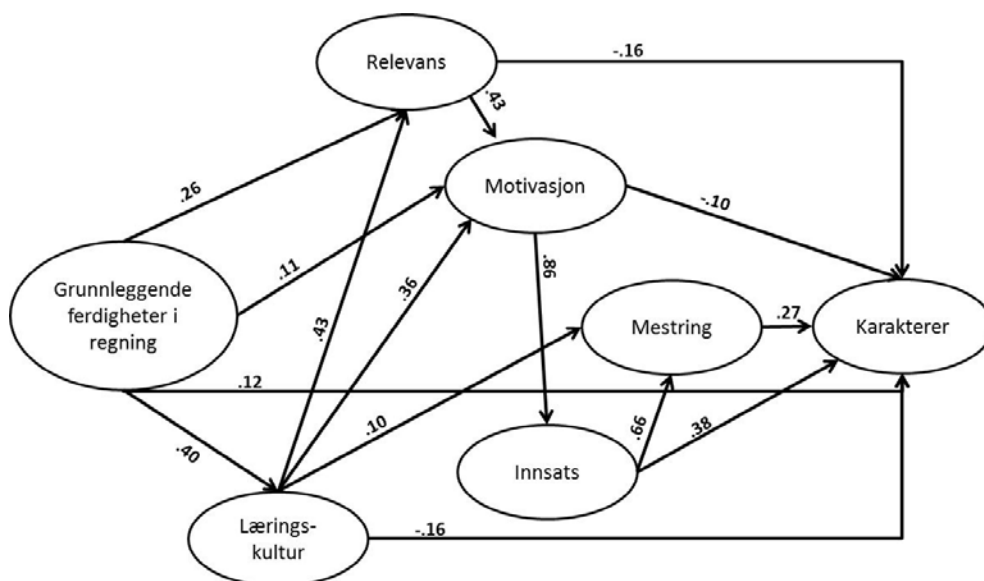 Relevans
-.16
.43
Motivasjon
.26
-.10
.11
.86
.36
Grunnleggende
ferdigheter i
regning
Mestring
.27
Karakterer
.43
.12
.10
.66
.38
.40
Innsats
Lærings-
kultur
-.16